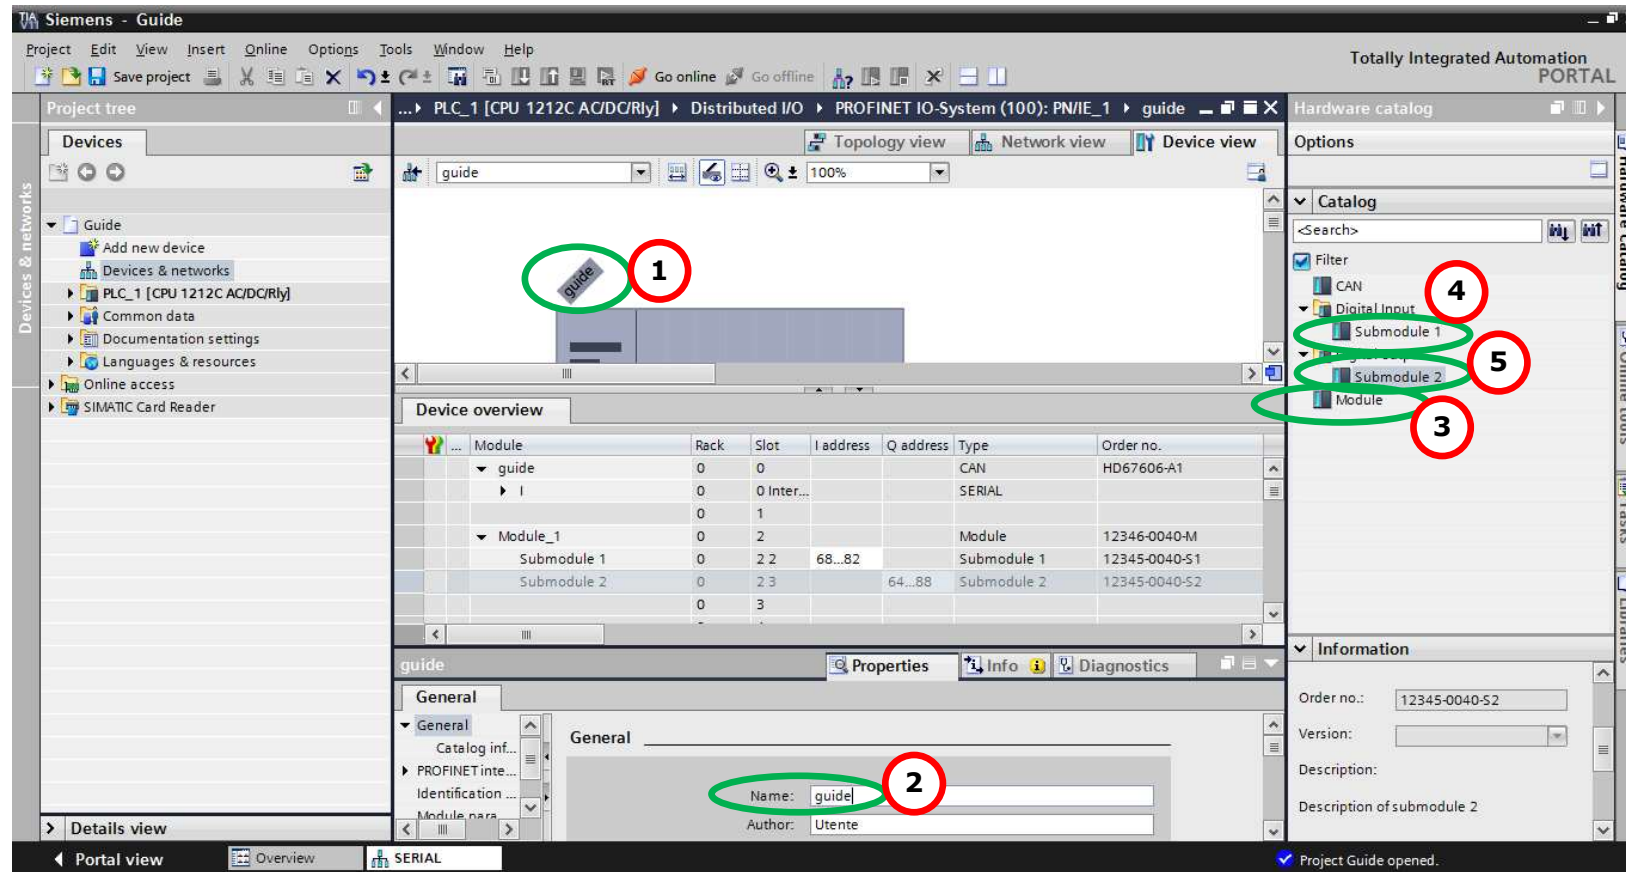 Siemens - Guide
Project Edit View Insert Online Options Tools Window Help
Totally Integrated Automation
PORTAL
Save project
Go online
Go offline
Project tree
Devices
Guide
Add new device
Devices & networks
PLC_1 [CPU 1212C AC/DC/Rly]
Common data
Documentation settings
Languages & resources
Online access
SIMATIC Card Reader
Details view
Devices & networks
...▸ PLC_1 [CPU 1212C AC/DC/Rly] ▸ Distributed I/O ▸ PROFINET IO-System (100): PN/IE_1 ▸ guide
Topology view Network view Device view
guide
100%
guide
1
Device overview
... Module Rack Slot I address Q address Type Order no.
guide 0 0 CAN HD67606-A1
I 0 0 Inter... SERIAL
0 1
Module_1 0 2 Module 12346-0040-M
Submodule 1 0 2 2 68...82 Submodule 1 12345-0040-S1
Submodule 2 0 2 3 64...88 Submodule 2 12345-0040-S2
0 3
guide
Properties Info Diagnostics
General
General
Catalog inf...
PROFINET inte...
Identification ...
Module para
General
Name: guide
2
Author: Utente
Hardware catalog
Options
Catalog
<Search>
Filter
CAN
Digital Input
4
Submodule 1
5
Submodule 2
Module
3
Information
Order no.: 12345-0040-S2
Version:
Description:
Description of submodule 2
Hardware catalog
Online tools
Tasks
Libraries
Portal view
Overview
SERIAL
Project Guide opened.